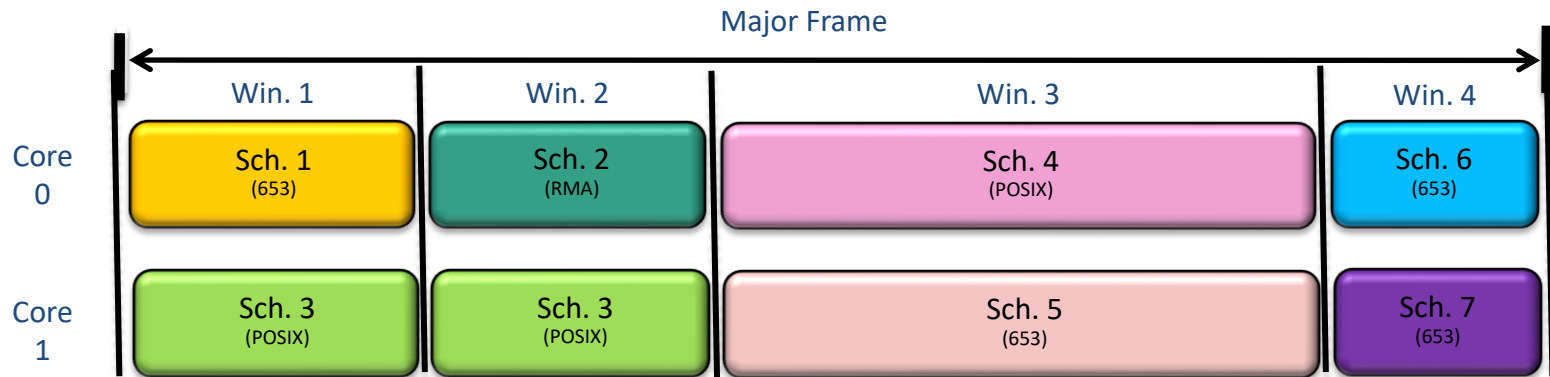 Major Frame
Win. 1
Win. 2
Win. 3
Win. 4
Core
0
Sch. 1
(653)
Sch. 2
(RMA)
Sch. 4
(POSIX)
Sch. 6
(653)
Core
1
Sch. 3
(POSIX)
Sch. 3
(POSIX)
Sch. 5
(653)
Sch. 7
(653)